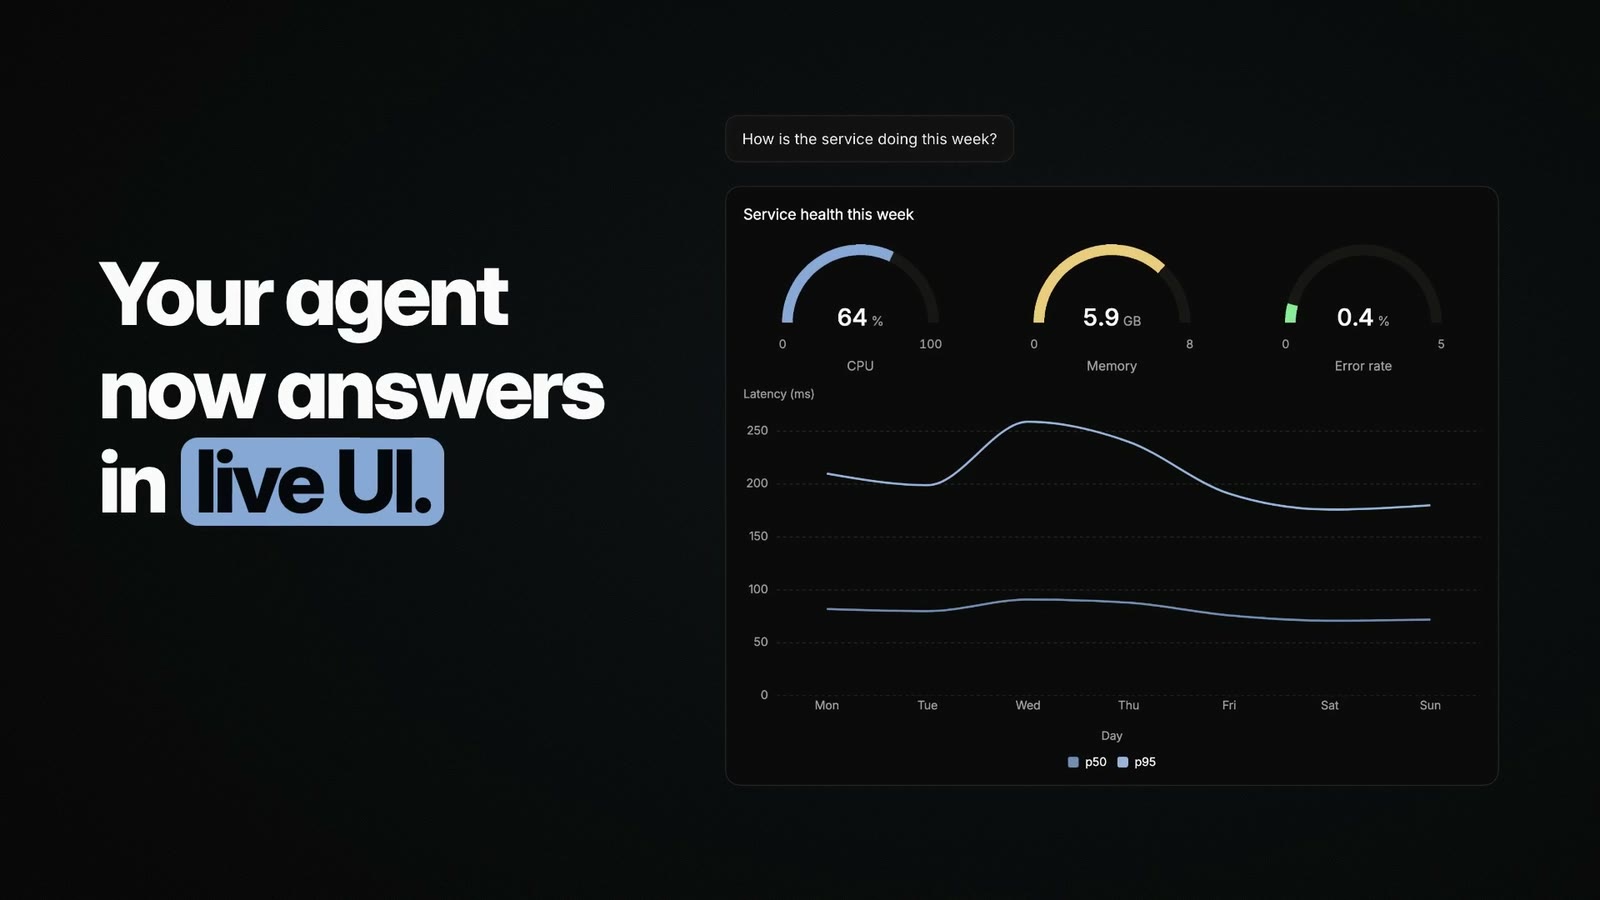 Your agent
now answers
in live UI.
How is the service doing this week?
Service health this week
64 %
0 100
CPU
5.9 GB
0 8
Memory
0.4 %
0 5
Error rate
Latency (ms)
250
200
150
100
50
0
Mon Tue Wed Thu Fri Sat Sun
Day
p50 p95